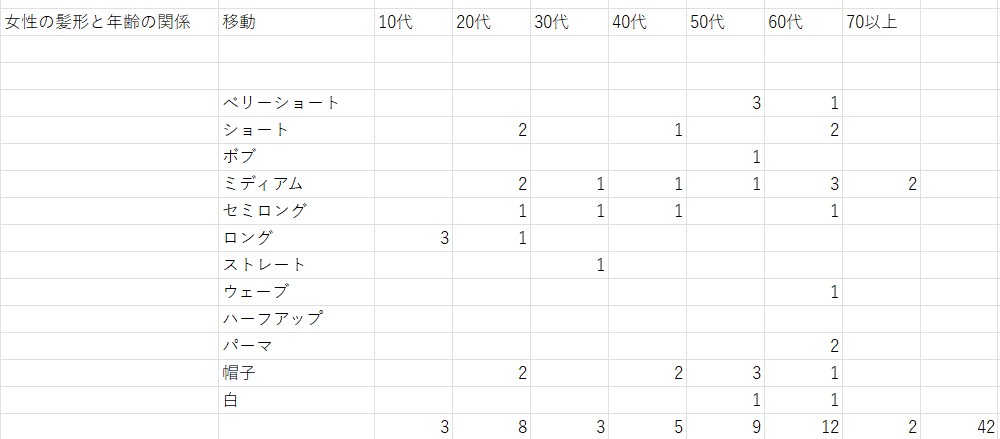 女性の髪形と年齢の関係 移動 10代 20代 30代 40代 50代 60代 70以上
ベリーショート 3 1
ショート 2 1 2
ボブ 1
ミディアム 2 1 1 1 3 2
セミロング 1 1 1 1
ロング 3 1
ストレート 1
ウェーブ 1
ハーフアップ
パーマ 2
帽子 2 2 3 1
白 1 1
3 8 3 5 9 12 2 42